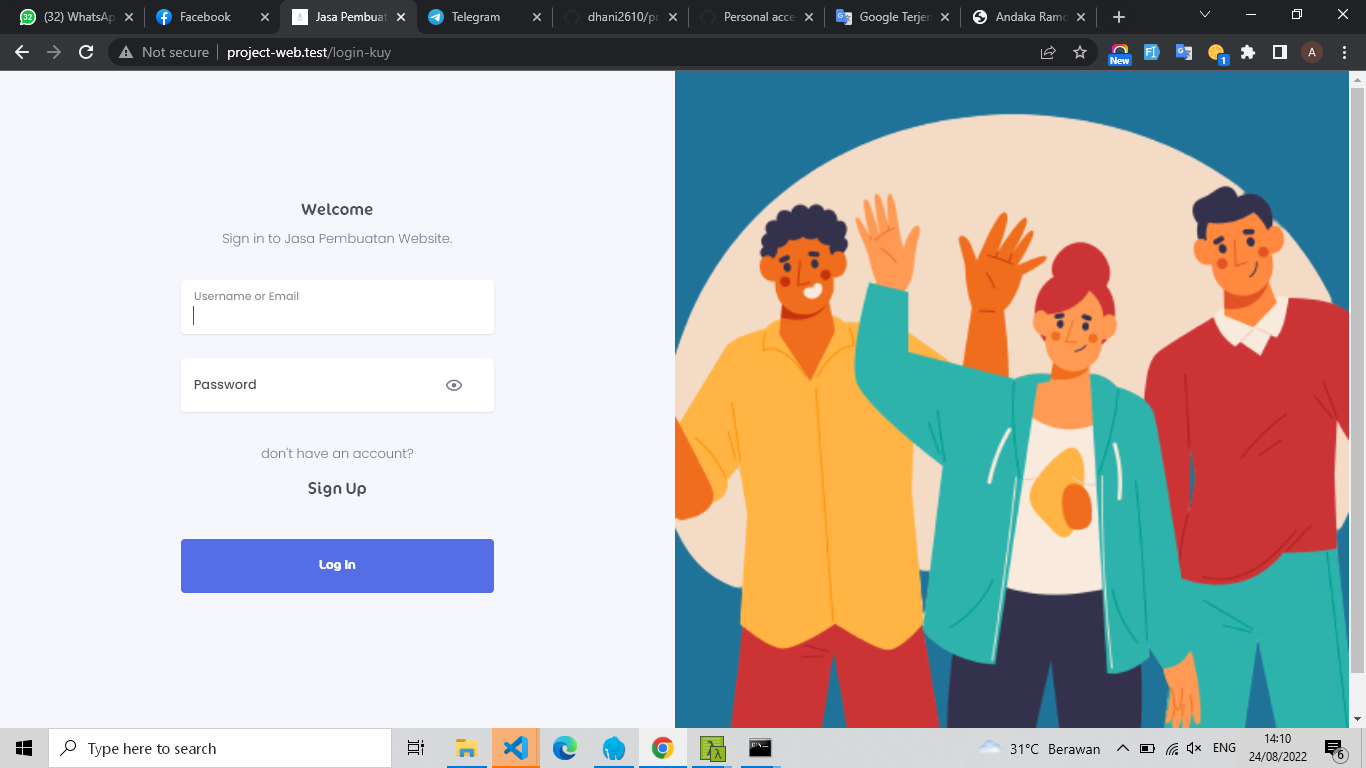 (32) WhatsAp
Facebook
Jasa Pembuat
Telegram
dhani2610/pr
Personal acce
Google Terjem
Andaka Ramd
Not secure
project-web.test/login-kuy
New
1
A
Welcome
Sign in to Jasa Pembuatan Website.
Username or Email
Password
don't have an account?
Sign Up
Log In
Type here to search
31°C Berawan
ENG
14:10
24/08/2022
6